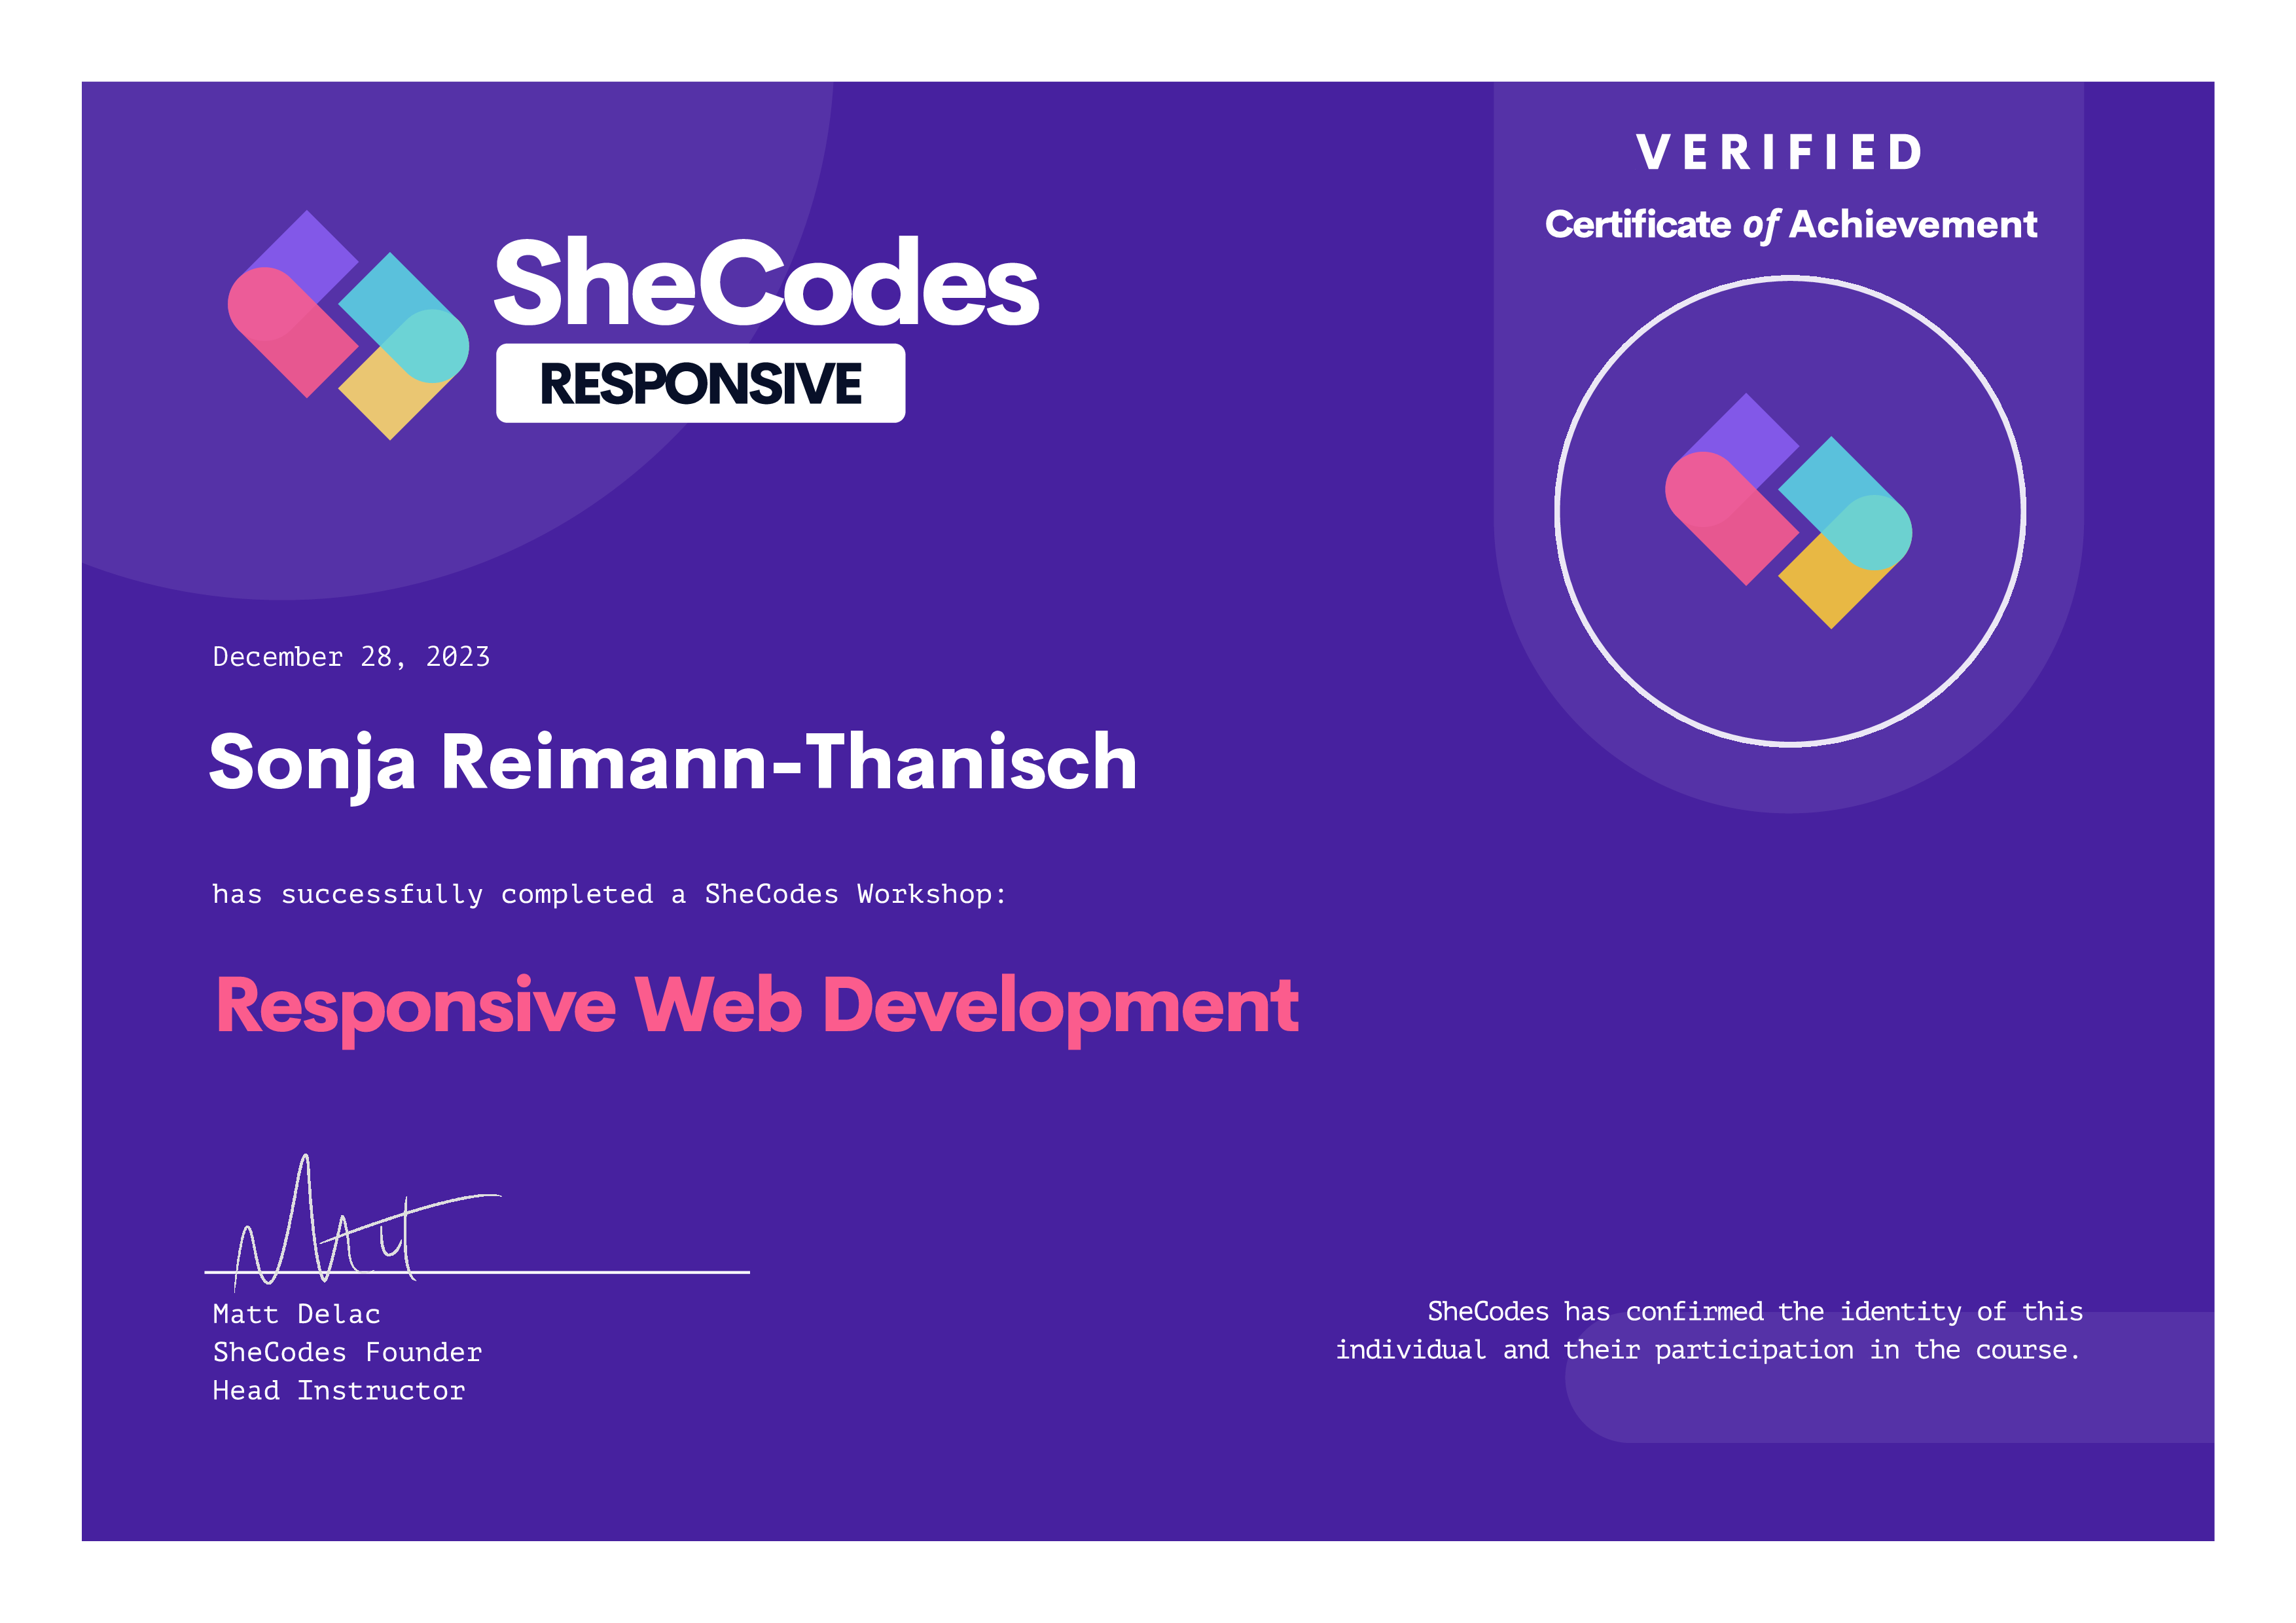 VERIFIED
Certificate of Achievement
SheCodes
RESPONSIVE
December 28, 2023
Sonja Reimann-Thanisch
has successfully completed a SheCodes Workshop:
Responsive Web Development
Matt
Matt Delac
SheCodes Founder
Head Instructor
SheCodes has confirmed the identity of this
individual and their participation in the course.